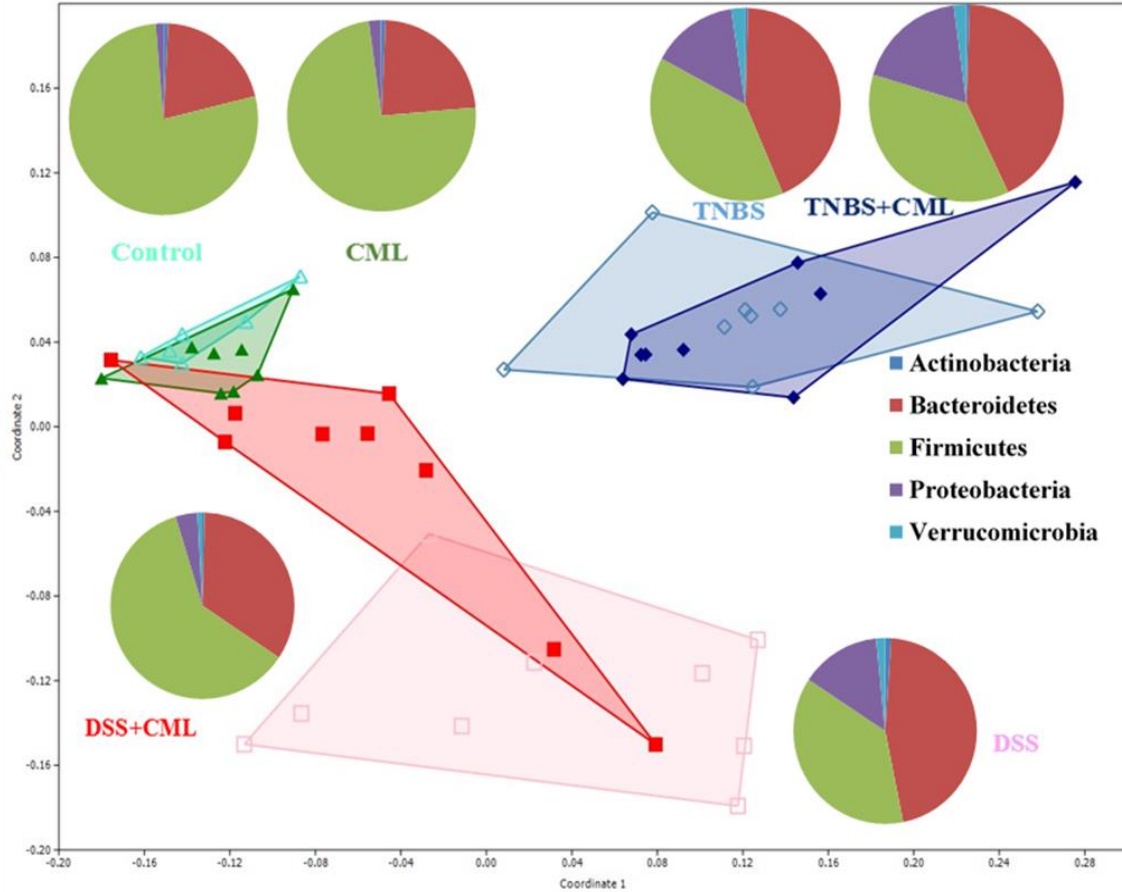 Control
CML
TNBS
TNBS+CML
Actinobacteria
Bacteroidetes
Firmicutes
Proteobacteria
Verrucomicrobia
DSS+CML
DSS
Coordinate 2
0.16
0.12
0.08
0.04
0.00
-0.04
-0.08
-0.12
-0.16
-0.20
-0.20 -0.16 -0.12 -0.08 -0.04 0.00 0.04 0.08 0.12 0.16 0.20 0.24 0.28
Coordinate 1